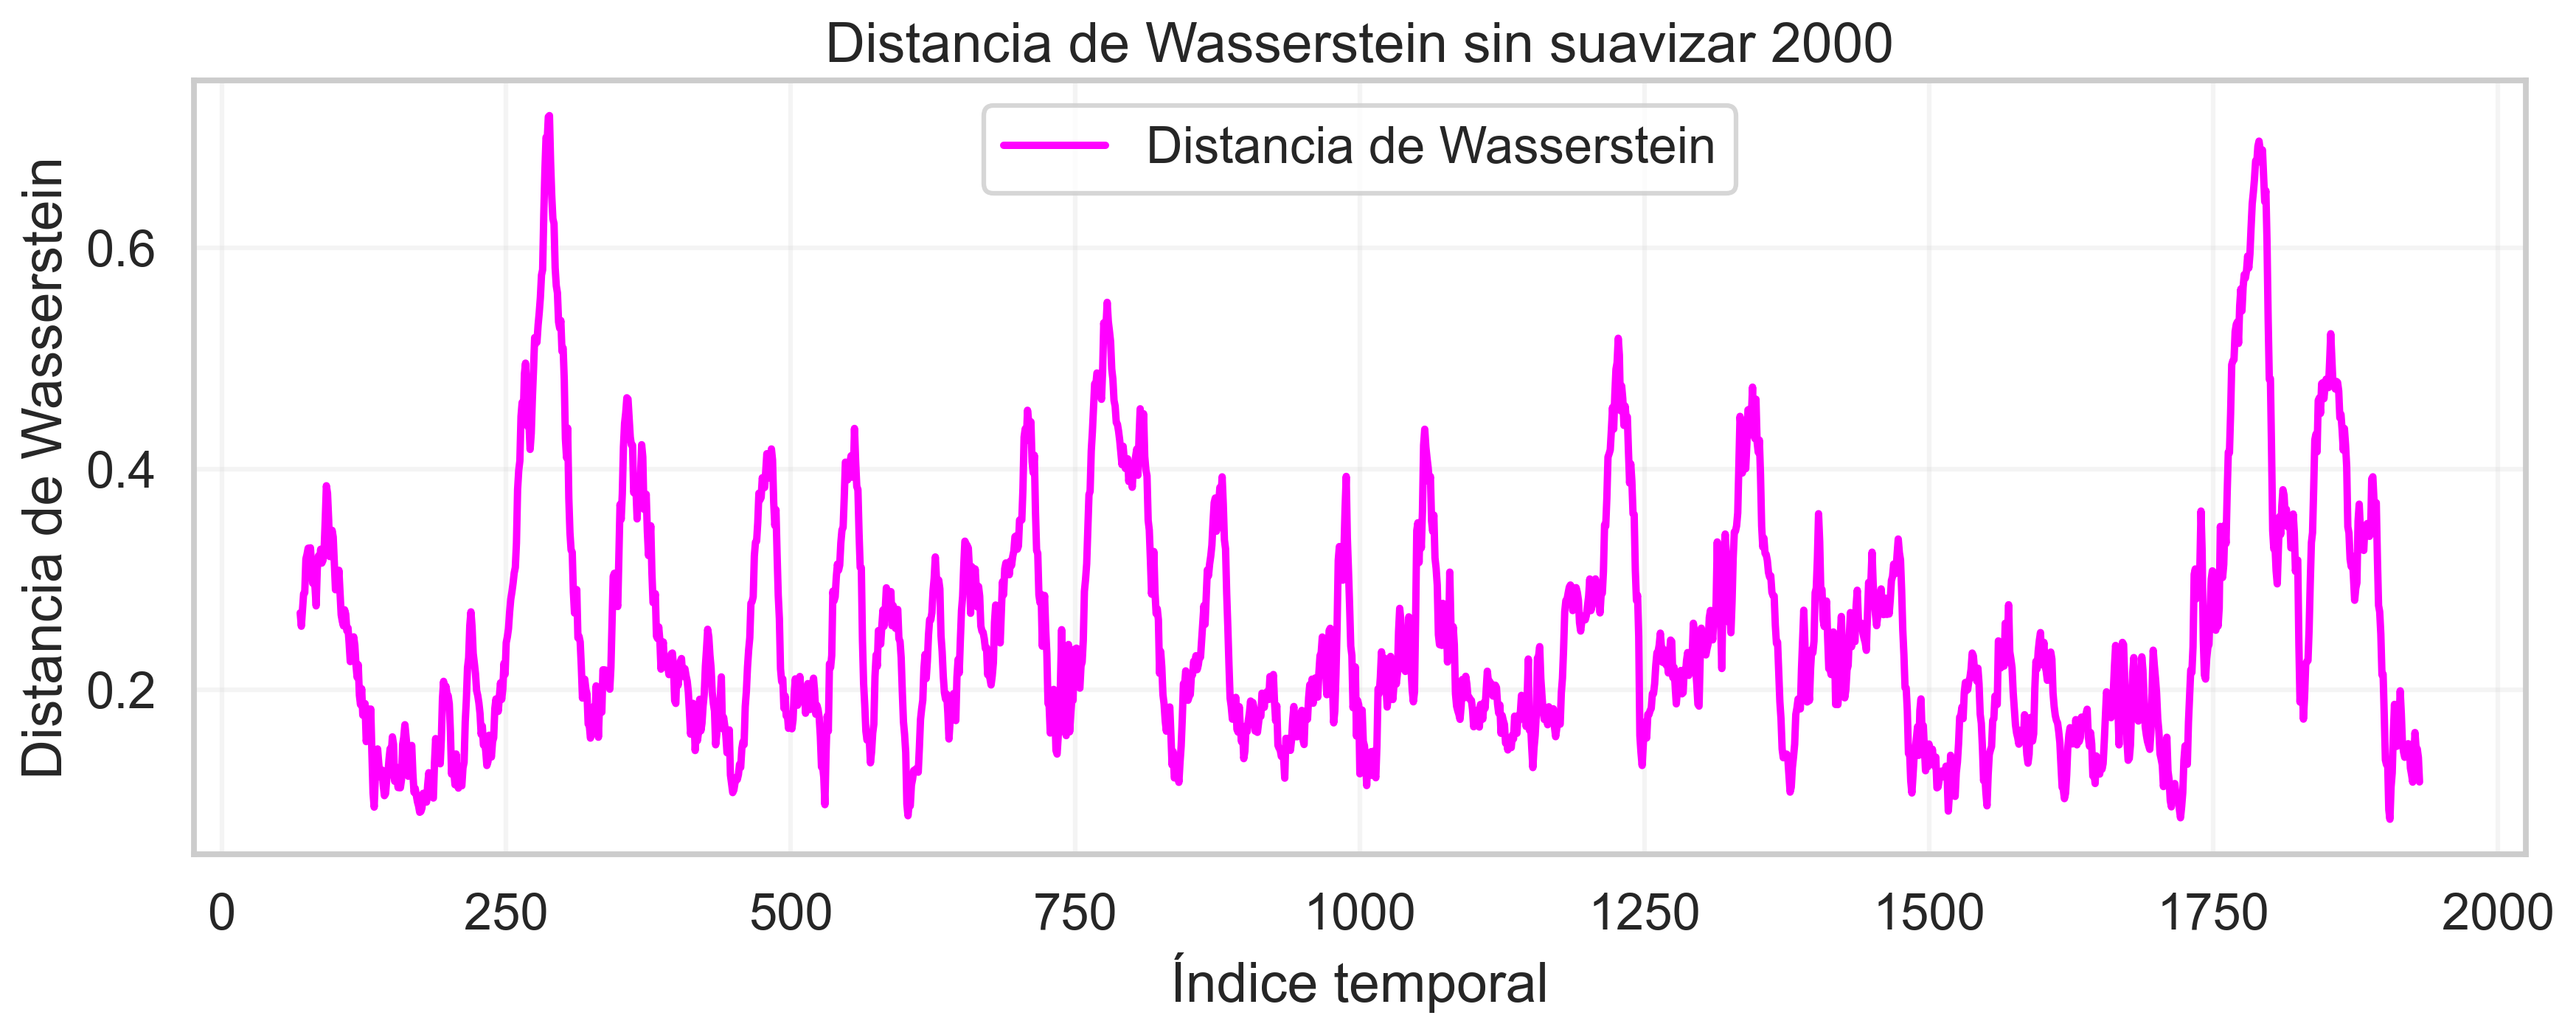 Distancia de Wasserstein sin suavizar 2000
Distancia de Wasserstein
Distancia de Wasserstein
0.6
0.4
0.2
0 250 500 750 1000 1250 1500 1750 2000
Índice temporal